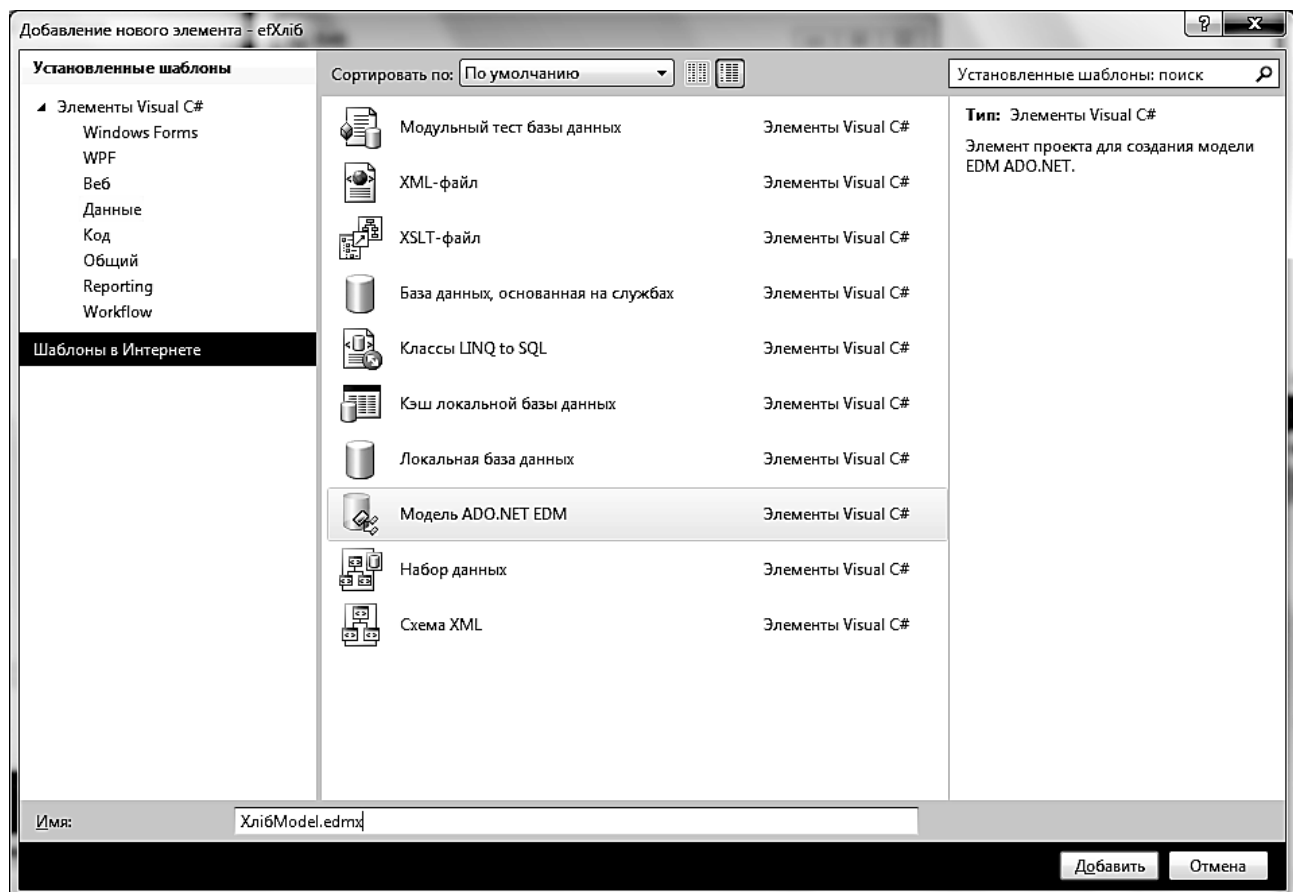 Добавление нового элемента - efХліб
Установленные шаблоны
Сортировать по: По умолчанию
Установленные шаблоны: поиск
Элементы Visual C#
Windows Forms
WPF
Веб
Данные
Код
Общий
Reporting
Workflow
Шаблоны в Интернете
Модульный тест базы данных Элементы Visual C#
XML-файл Элементы Visual C#
XSLT-файл Элементы Visual C#
База данных, основанная на службах Элементы Visual C#
Классы LINQ to SQL Элементы Visual C#
Кэш локальной базы данных Элементы Visual C#
Локальная база данных Элементы Visual C#
Модель ADO.NET EDM Элементы Visual C#
Набор данных Элементы Visual C#
Схема XML Элементы Visual C#
Тип: Элементы Visual C#
Элемент проекта для создания модели
EDM ADO.NET.
Имя: ХлібModel.edmx
Добавить Отмена